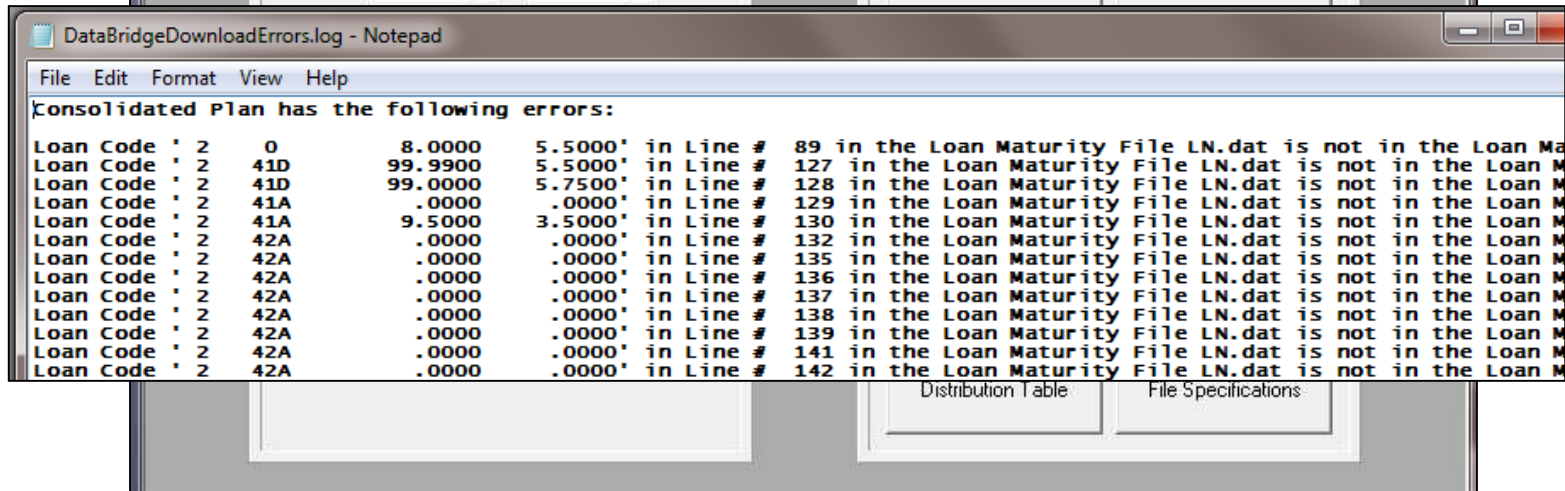 DataBridgeDownloadErrors.log - Notepad
File Edit Format View Help
Consolidated Plan has the following errors:
Loan Code ' 2 0 8.0000 5.5000' in Line # 89 in the Loan Maturity File LN.dat is not in the Loan Ma
Loan Code ' 2 41D 99.9900 5.5000' in Line # 127 in the Loan Maturity File LN.dat is not in the Loan M
Loan Code ' 2 41D 99.0000 5.7500' in Line # 128 in the Loan Maturity File LN.dat is not in the Loan M
Loan Code ' 2 41A .0000 .0000' in Line # 129 in the Loan Maturity File LN.dat is not in the Loan M
Loan Code ' 2 41A 9.5000 3.5000' in Line # 130 in the Loan Maturity File LN.dat is not in the Loan M
Loan Code ' 2 42A .0000 .0000' in Line # 132 in the Loan Maturity File LN.dat is not in the Loan M
Loan Code ' 2 42A .0000 .0000' in Line # 135 in the Loan Maturity File LN.dat is not in the Loan M
Loan Code ' 2 42A .0000 .0000' in Line # 136 in the Loan Maturity File LN.dat is not in the Loan M
Loan Code ' 2 42A .0000 .0000' in Line # 137 in the Loan Maturity File LN.dat is not in the Loan M
Loan Code ' 2 42A .0000 .0000' in Line # 138 in the Loan Maturity File LN.dat is not in the Loan M
Loan Code ' 2 42A .0000 .0000' in Line # 139 in the Loan Maturity File LN.dat is not in the Loan M
Loan Code ' 2 42A .0000 .0000' in Line # 141 in the Loan Maturity File LN.dat is not in the Loan M
Loan Code ' 2 42A .0000 .0000' in Line # 142 in the Loan Maturity File LN.dat is not in the Loan M
Distribution Table File Specifications